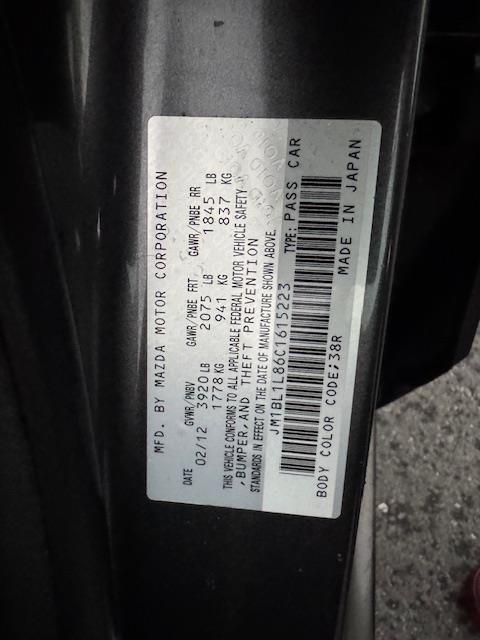 MFD. BY MAZDA MOTOR CORPORATION
DATE GVWR/PNBV GAWR/PNBE FRT GAWR/PNBE RR
02/12 3920 LB 2075 LB 1845 LB
1778 KG 941 KG 837 KG
THIS VEHICLE CONFORMS TO ALL APPLICABLE FEDERAL MOTOR VEHICLE SAFETY
, BUMPER, AND THEFT PREVENTION
STANDARDS IN EFFECT ON THE DATE OF MANUFACTURE SHOWN ABOVE.
JM1BL1L86C1615223 TYPE: PASS CAR
BODY COLOR CODE;38R MADE IN JAPAN